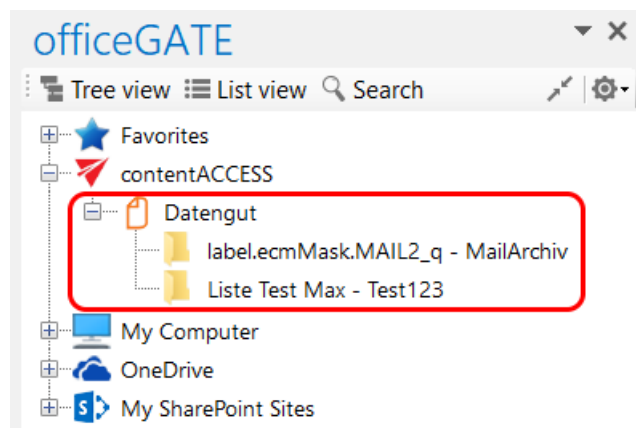 officeGATE
Tree view List view Search
Favorites
contentACCESS
Datengut
label.ecmMask.MAIL2_q - MailArchiv
Liste Test Max - Test123
My Computer
OneDrive
My SharePoint Sites